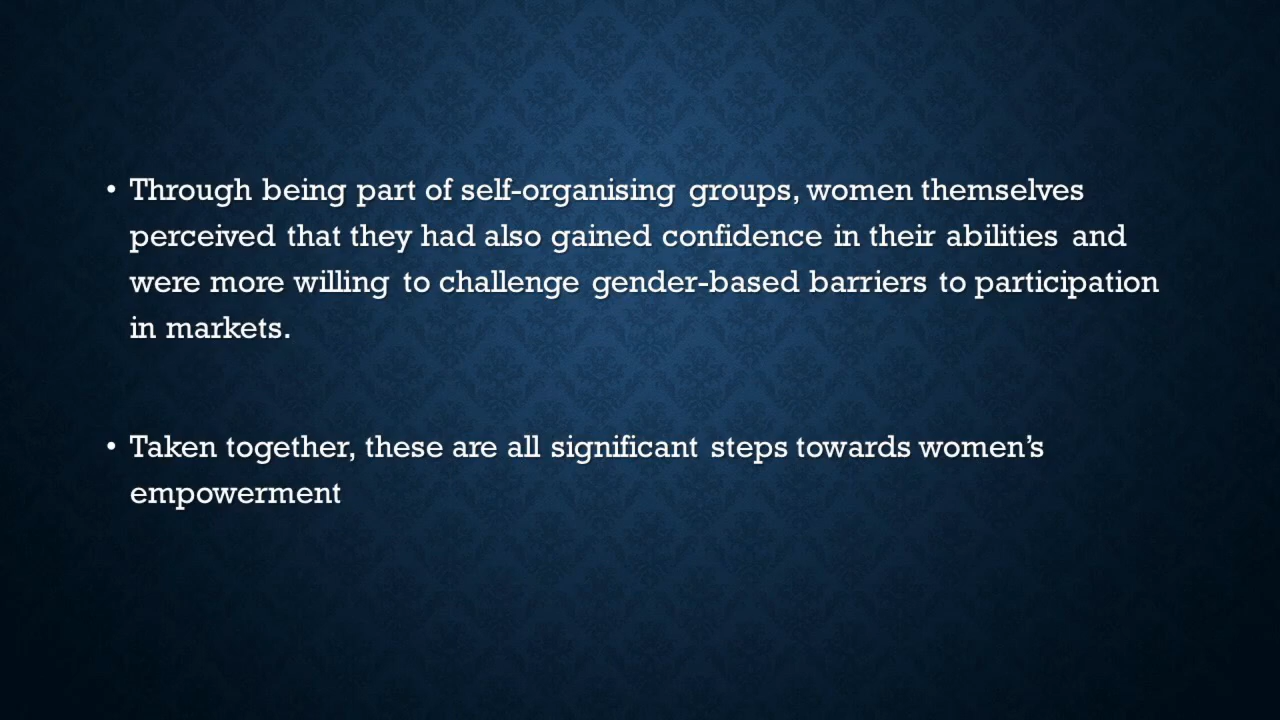 • Through being part of self-organising groups, women themselves
perceived that they had also gained confidence in their abilities and
were more willing to challenge gender-based barriers to participation
in markets.
• Taken together, these are all significant steps towards women’s
empowerment